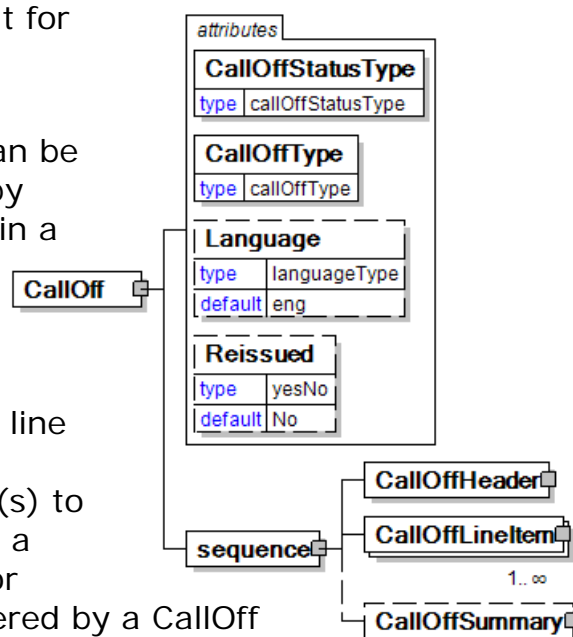 t for
attributes
CallOffStatusType
type callOffStatusType
an be
CallOffType
by
type callOffType
in a
Language
type languageType
default eng
CallOff
Reissued
type yesNo
default No
line
(s) to
CallOffHeader
a
CallOffLineItem
sequence
or
1.. ∞
ered by a CallOff
CallOffSummary